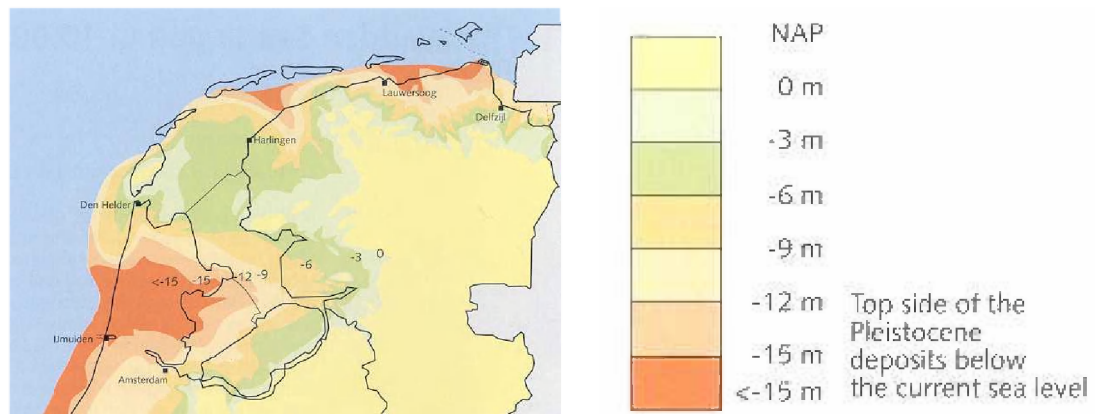 Lauwersoog
Delfzijl
Harlingen
Den Helder
<-15 -15 -12 -9 -6 -3 0
IJmuiden
Amsterdam
NAP
0 m
-3 m
-6 m
-9 m
-12 m
-15 m
<-15 m
Top side of the
Pleistocene
deposits below
the current sea level